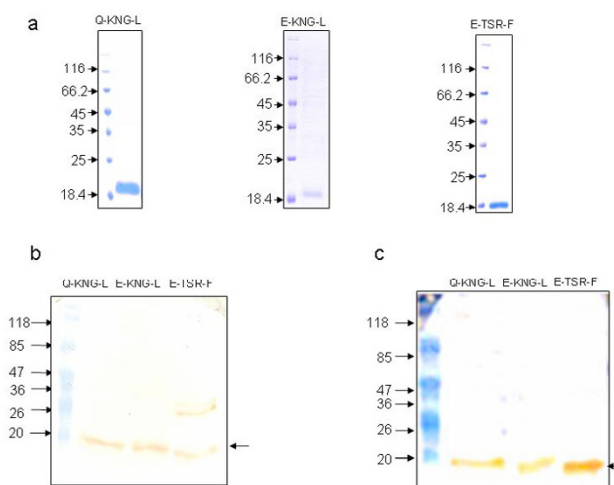 a
Q-KNG-L E-KNG-L E-TSR-F
116 116 116
66.2 66.2 66.2
45 45 45
35 35 35
25 25 25
18.4 18.4 18.4
b c
Q-KNG-L E-KNG-L E-TSR-F Q-KNG-L E-KNG-L E-TSR-F
118 118
85 85
47 47
36 36
26 26
20 20